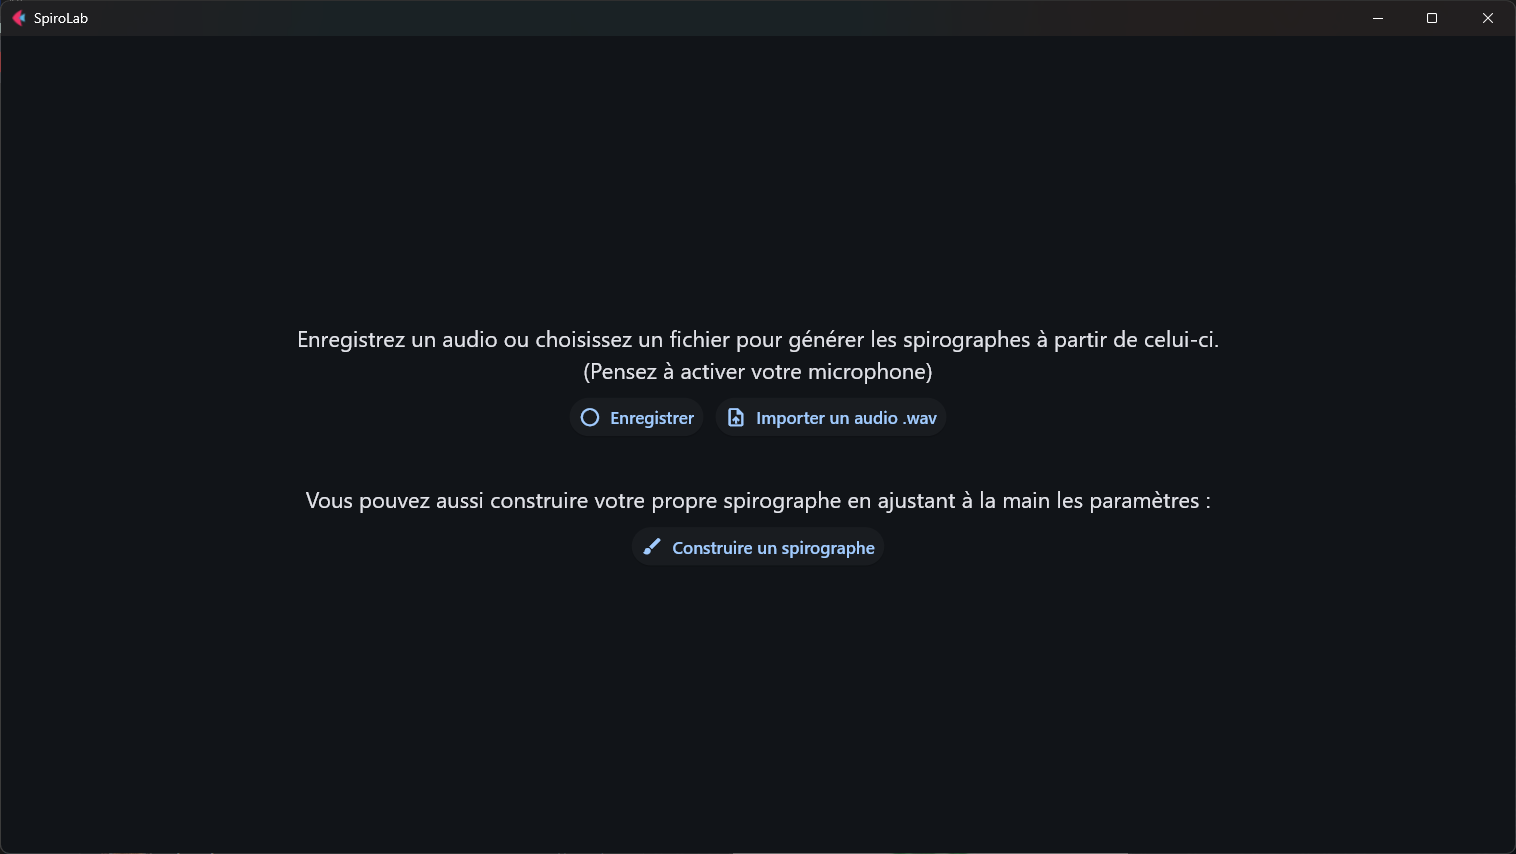 SpiroLab
Enregistrez un audio ou choisissez un fichier pour générer les spirographes à partir de celui-ci.
(Pensez à activer votre microphone)
Enregistrer
Importer un audio .wav
Vous pouvez aussi construire votre propre spirographe en ajustant à la main les paramètres :
Construire un spirographe